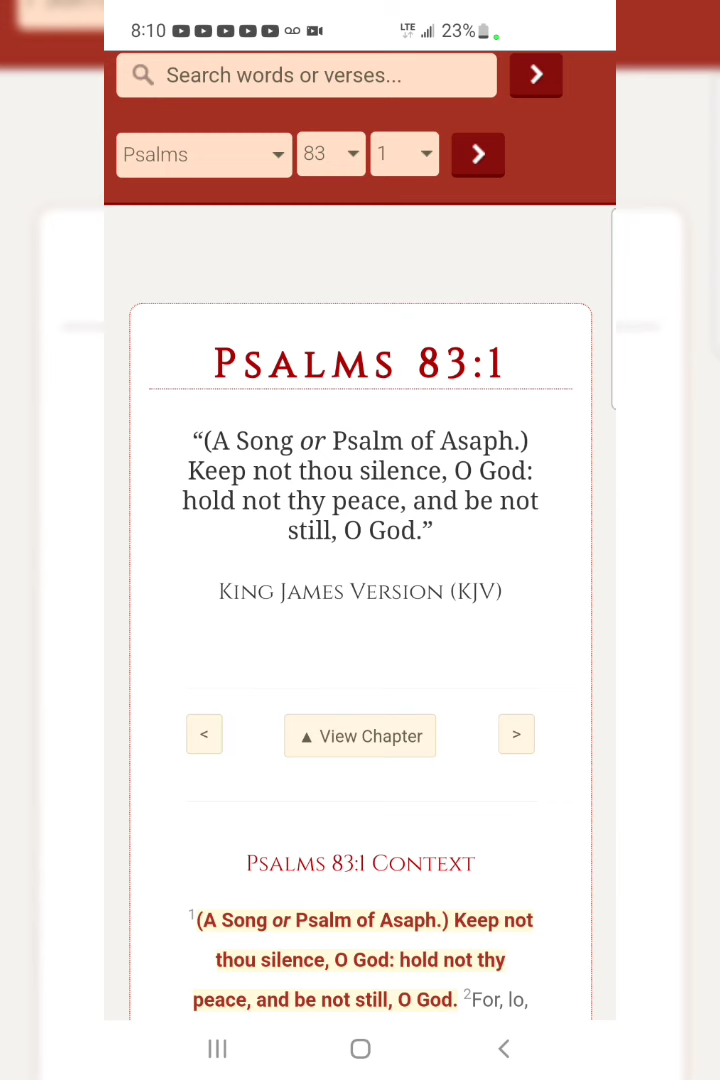 8:10 LTE 23%
Search words or verses...
Psalms 83 1
PSALMS 83:1
“(A Song or Psalm of Asaph.)
Keep not thou silence, O God:
hold not thy peace, and be not
still, O God.”
KING JAMES VERSION (KJV)
< ▲ View Chapter >
PSALMS 83:1 CONTEXT
1(A Song or Psalm of Asaph.) Keep not
thou silence, O God: hold not thy
peace, and be not still, O God. 2For, lo,